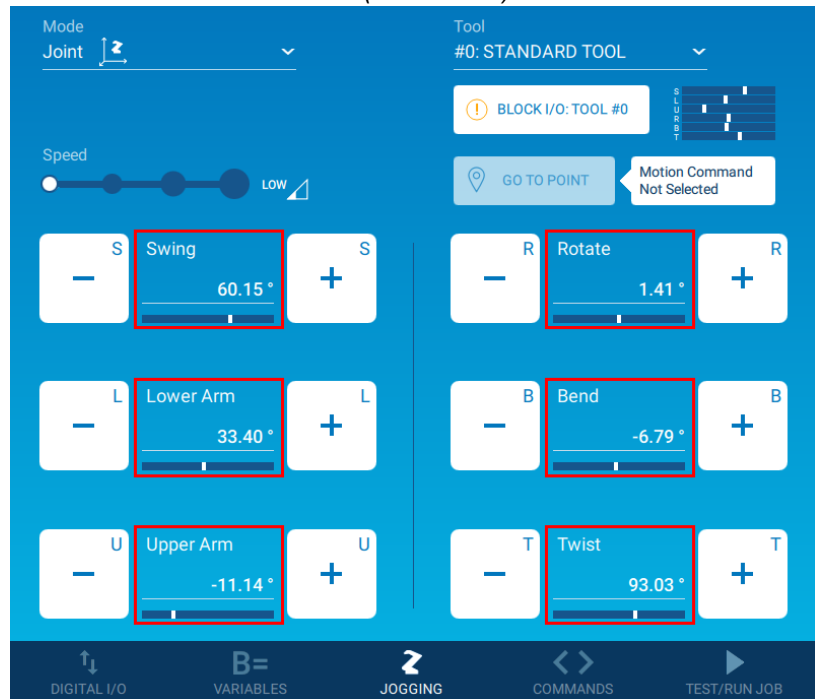 Mode
Joint
Tool
#0: STANDARD TOOL
BLOCK I/O: TOOL #0
S
L
U
R
B
T
Speed
LOW
GO TO POINT
Motion Command
Not Selected
S
−
Swing
60.15 °
S
+
R
−
Rotate
1.41 °
R
+
L
−
Lower Arm
33.40 °
L
+
B
−
Bend
-6.79 °
B
+
U
−
Upper Arm
-11.14 °
U
+
T
−
Twist
93.03 °
T
+
DIGITAL I/O
B=
VARIABLES
JOGGING
COMMANDS
TEST/RUN JOB